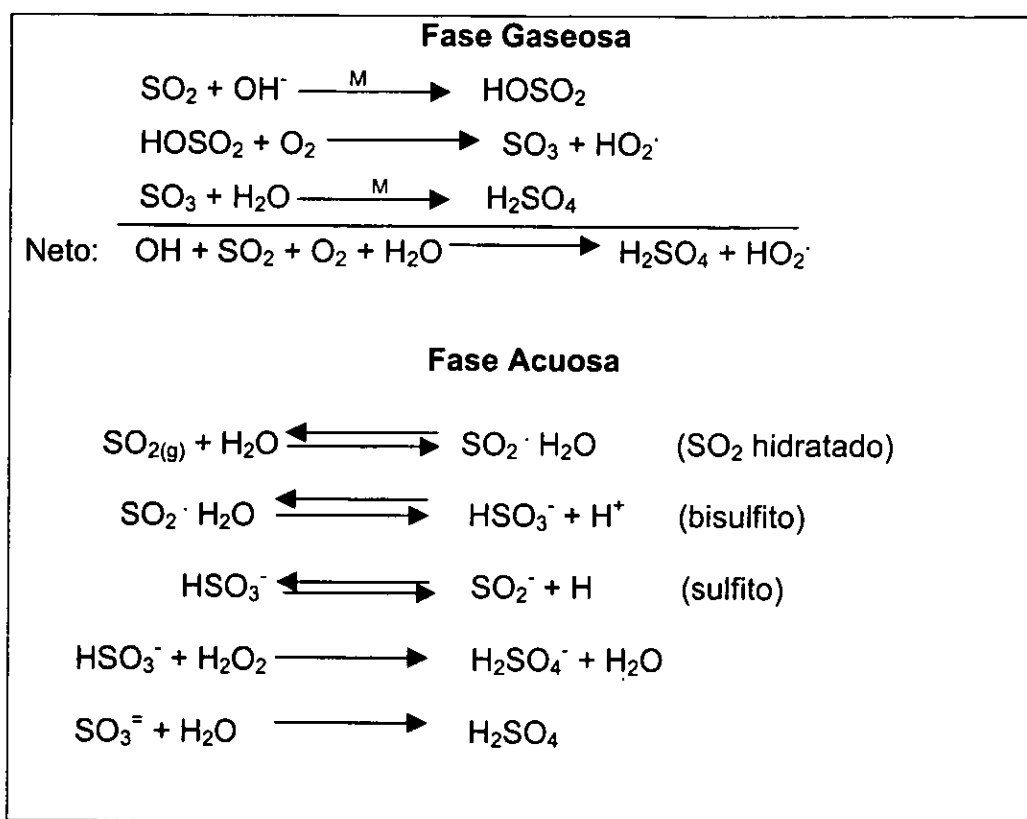 Fase Gaseosa
SO₂ + OH⁻ —M→ HOSO₂
HOSO₂ + O₂ → SO₃ + HO₂˙
SO₃ + H₂O —M→ H₂SO₄
Neto: OH + SO₂ + O₂ + H₂O → H₂SO₄ + HO₂˙
Fase Acuosa
SO₂₍g₎ + H₂O ⇌ SO₂ · H₂O (SO₂ hidratado)
SO₂ · H₂O ⇌ HSO₃⁻ + H⁺ (bisulfito)
HSO₃⁻ ⇌ SO₂⁻ + H (sulfito)
HSO₃⁻ + H₂O₂ → H₂SO₄⁻ + H₂O
SO₃⁼ + H₂O → H₂SO₄